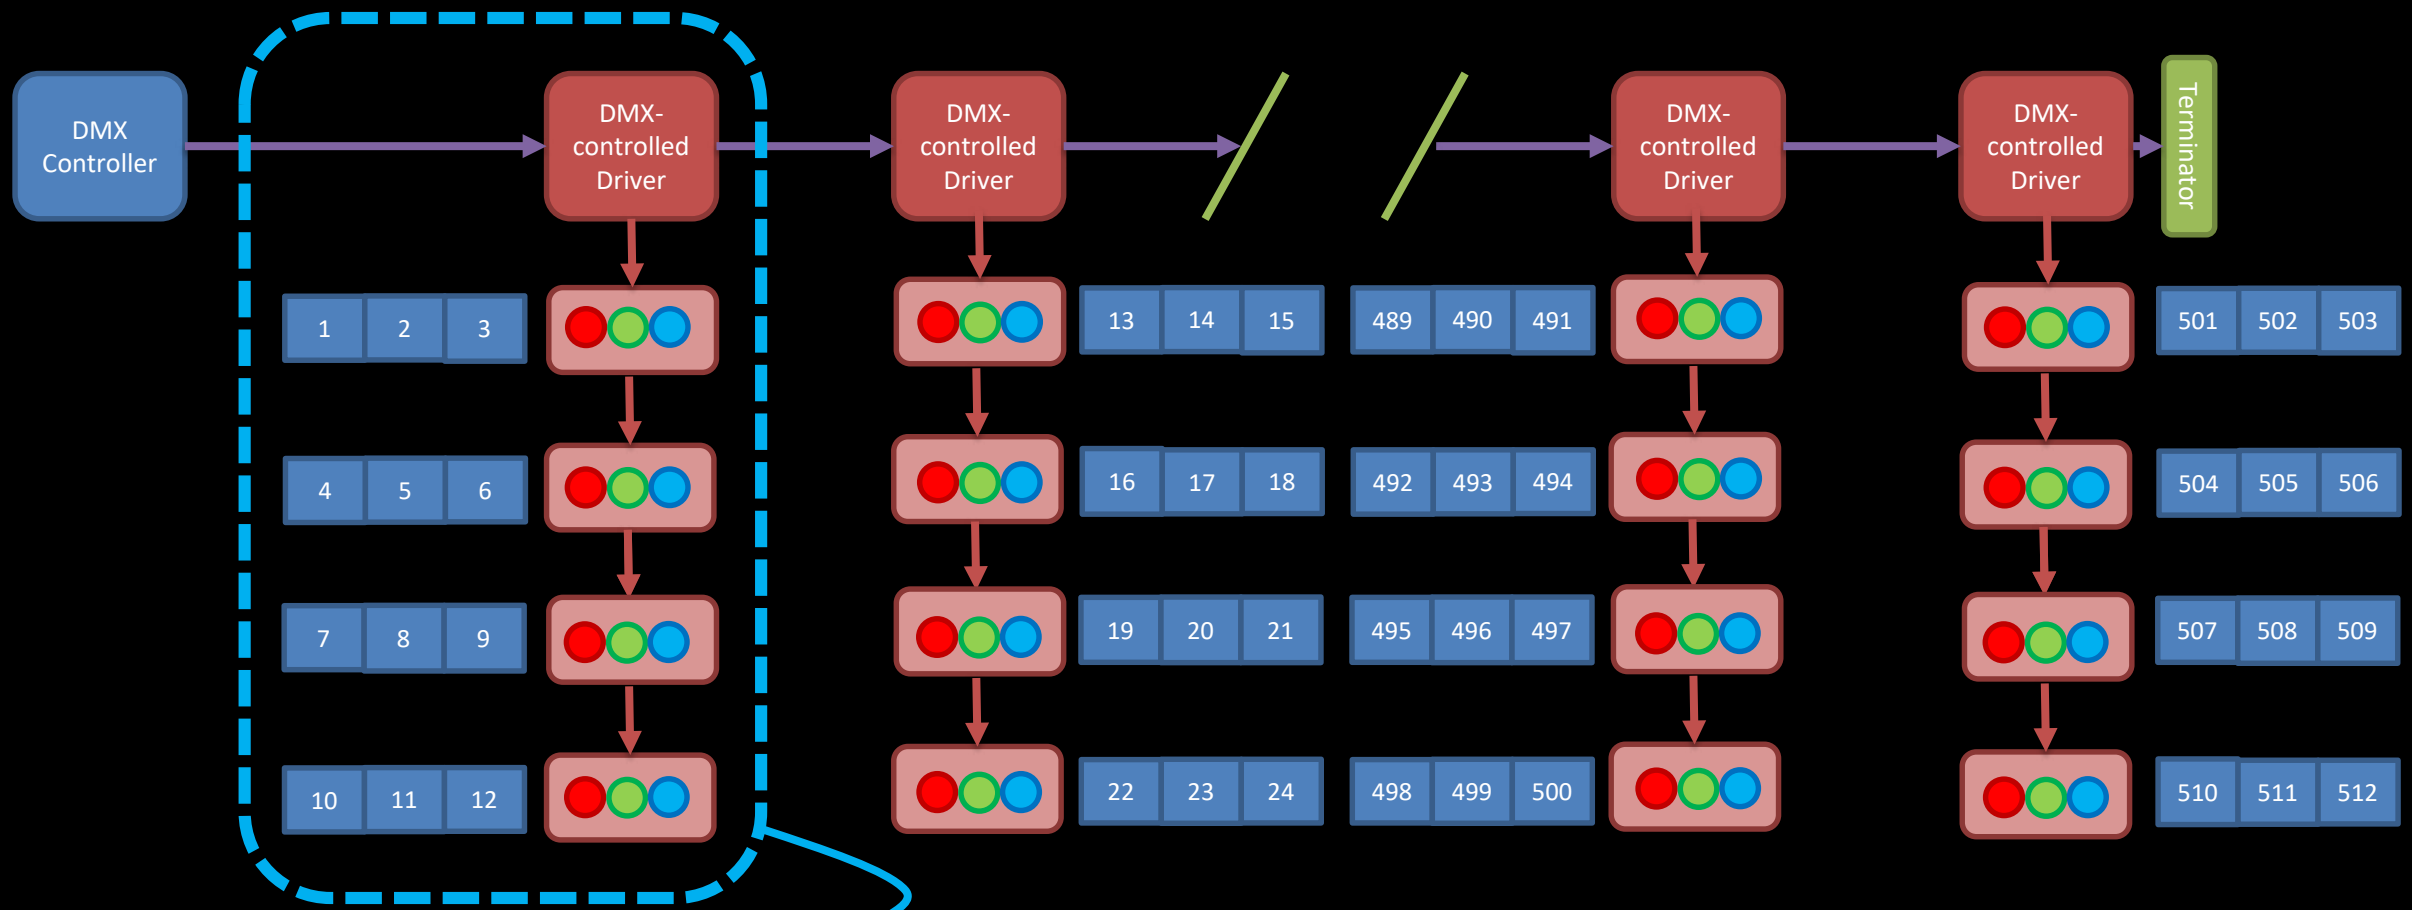 DMX
Controller
DMX-
controlled
Driver
DMX-
controlled
Driver
DMX-
controlled
Driver
DMX-
controlled
Driver
Terminator
1 2 3
13 14 15
489 490 491
501 502 503
4 5 6
16 17 18
492 493 494
504 505 506
7 8 9
19 20 21
495 496 497
507 508 509
10 11 12
22 23 24
498 499 500
510 511 512